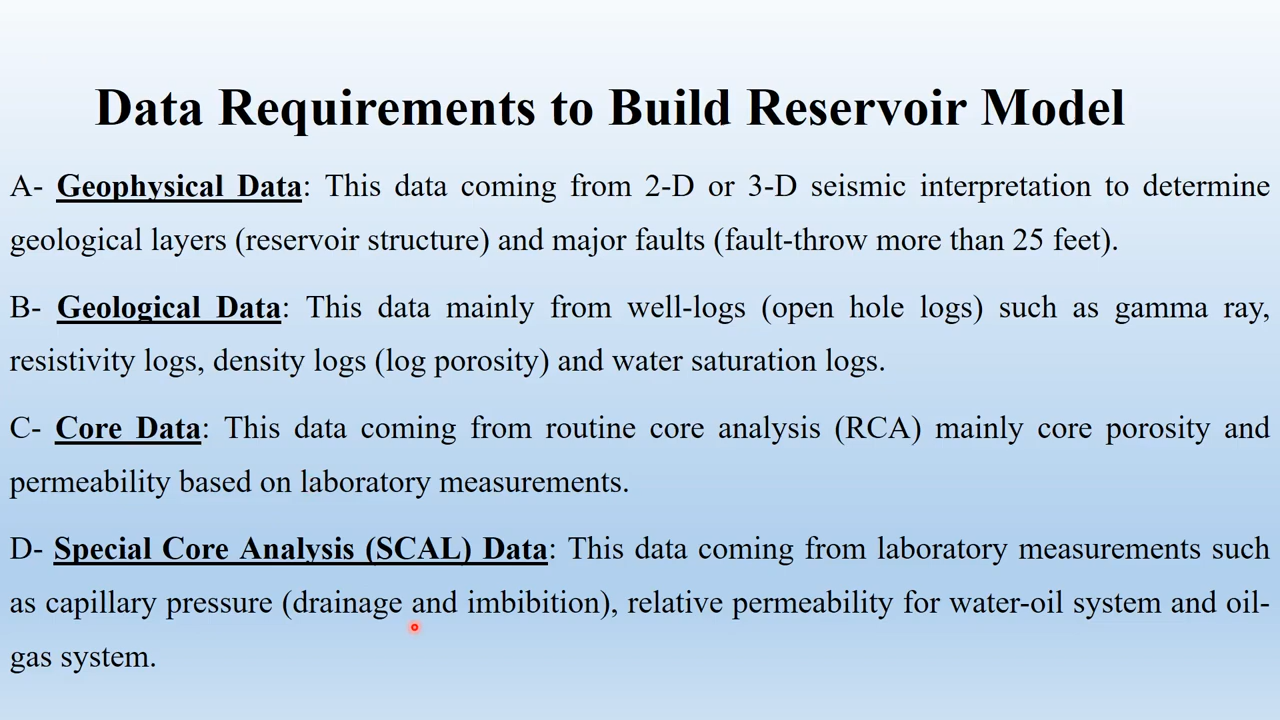 Data Requirements to Build Reservoir Model
A- Geophysical Data: This data coming from 2-D or 3-D seismic interpretation to determine
geological layers (reservoir structure) and major faults (fault-throw more than 25 feet).
B- Geological Data: This data mainly from well-logs (open hole logs) such as gamma ray,
resistivity logs, density logs (log porosity) and water saturation logs.
C- Core Data: This data coming from routine core analysis (RCA) mainly core porosity and
permeability based on laboratory measurements.
D- Special Core Analysis (SCAL) Data: This data coming from laboratory measurements such
as capillary pressure (drainage and imbibition), relative permeability for water-oil system and oil-
gas system.